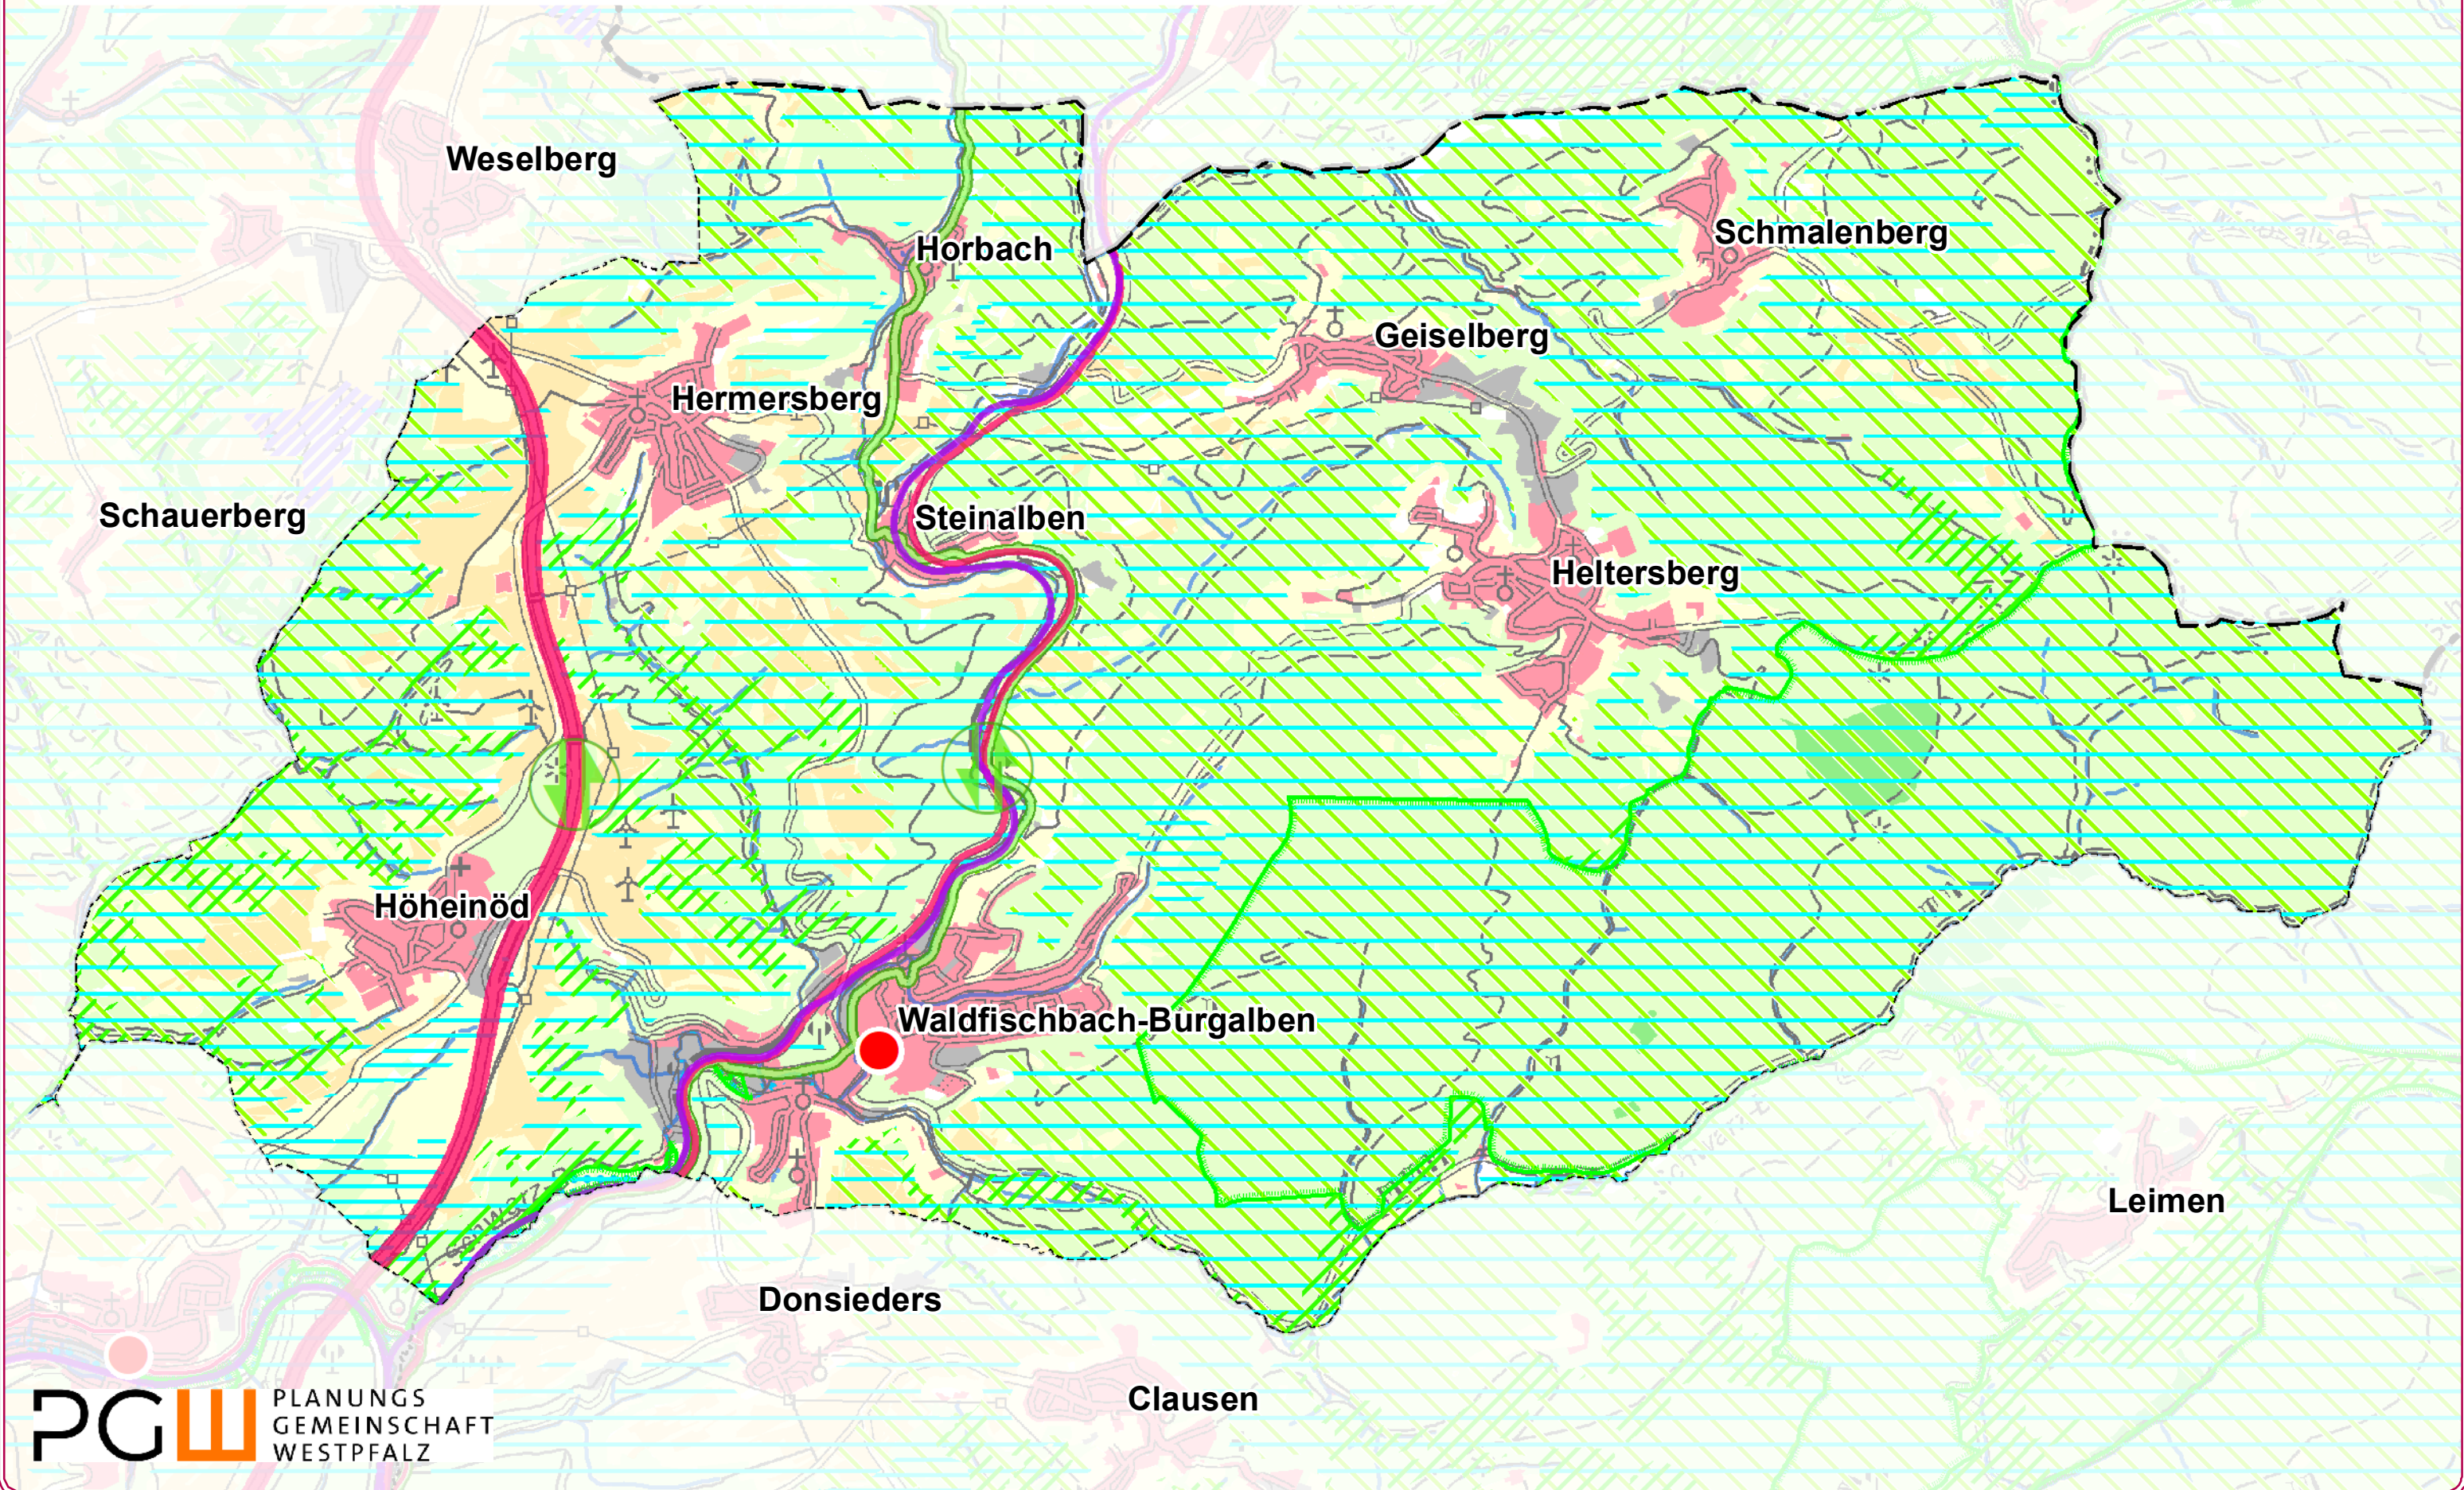 Weselberg
Schmalenberg
Horbach
Geiselberg
Hermersberg
Schauerberg
Steinalben
Heltersberg
Höheinöd
Waldfischbach-Burgalben
Leimen
Donsieders
Clausen
PGW
PLANUNGS
GEMEINSCHAFT
WESTPFALZ